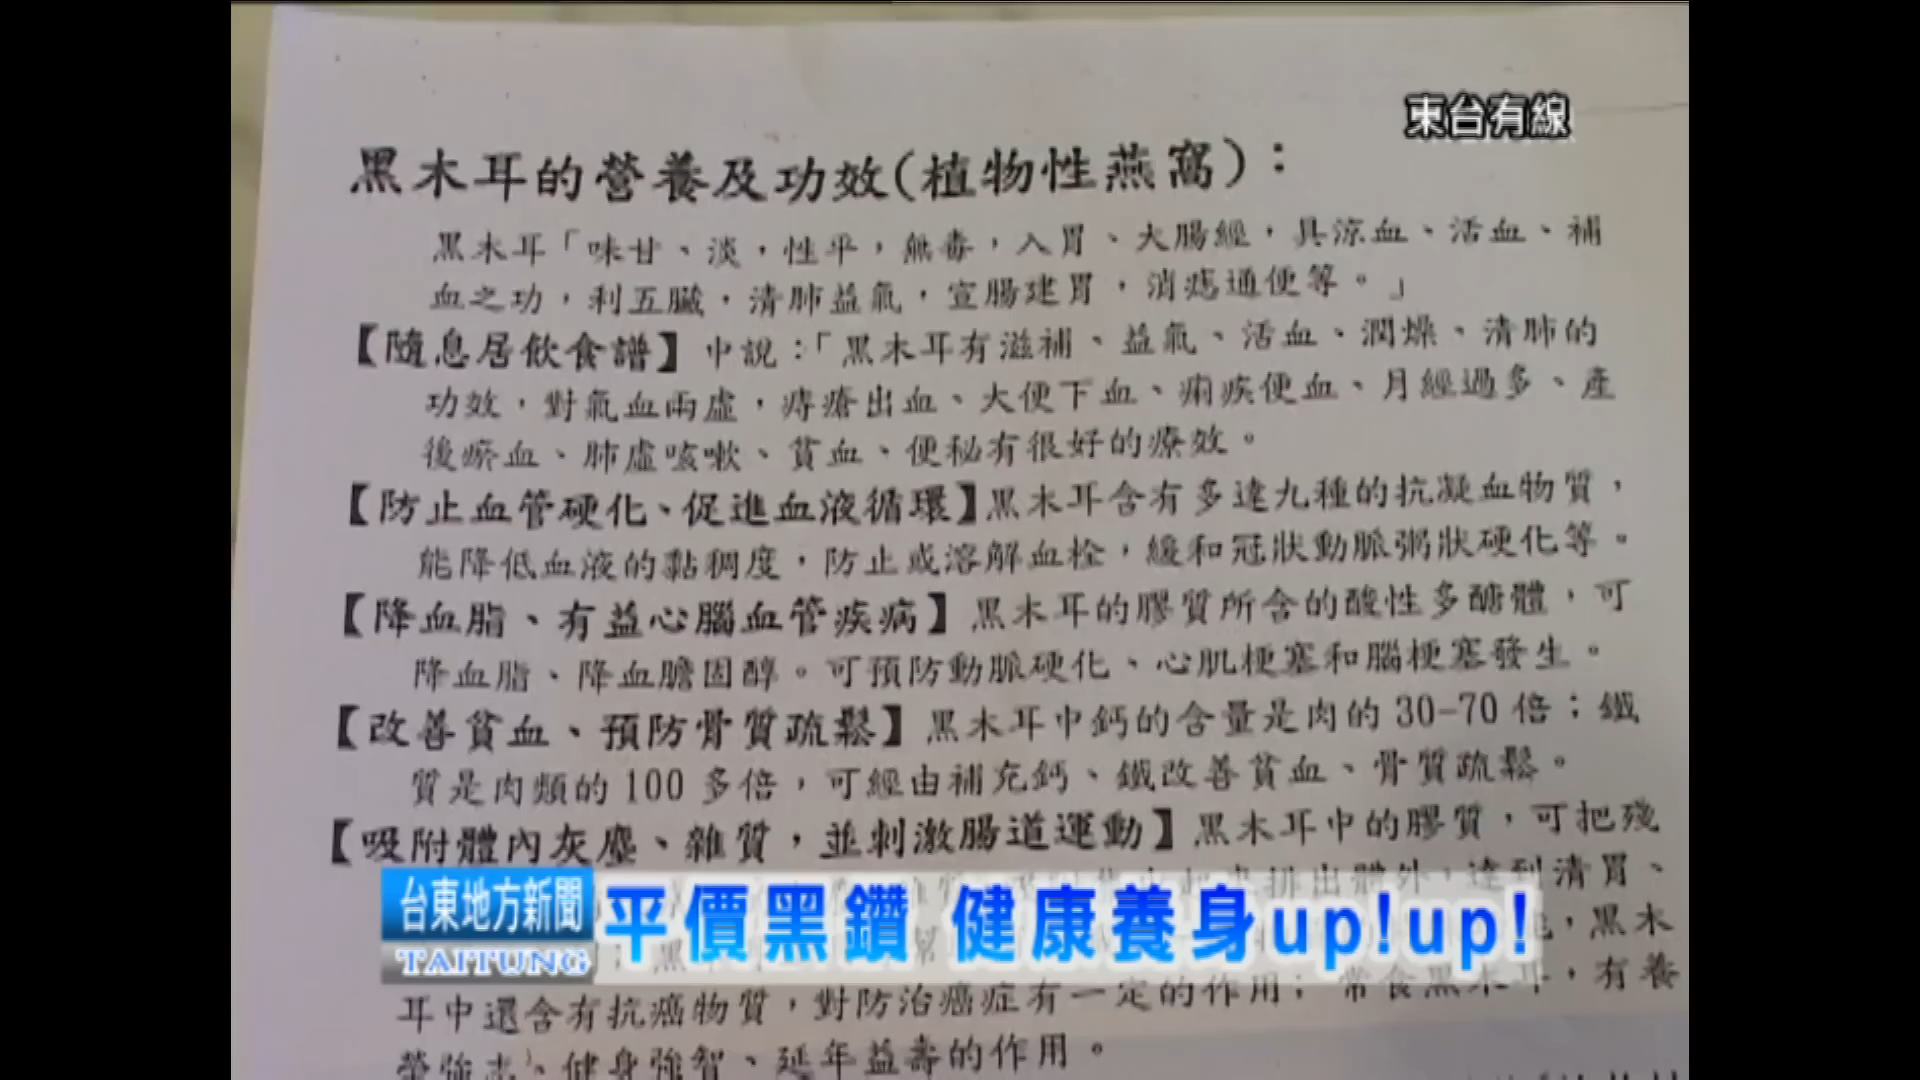 東台有線
黑木耳的營養及功效(植物性燕窩)：
黑木耳「味甘、淡，性平，無毒，入胃、大腸經，具涼血、活血、補
血之功，利五臟，清肺益氣，宣腸建胃，消痞通便等。」
【隨息居飲食譜】中說：「黑木耳有滋補、益氣、活血、潤燥、清肺的
功效，對氣血兩虛，痔瘡出血、大便下血、痢疾便血、月經過多、產
後瘀血、肺虛咳嗽、貧血、便秘有很好的療效。
【防止血管硬化、促進血液循環】黑木耳含有多達九種的抗凝血物質，
能降低血液的黏稠度，防止或溶解血栓，緩和冠狀動脈粥狀硬化等。
【降血脂、有益心腦血管疾病】黑木耳的膠質所含的酸性多醣體，可
降血脂、降血膽固醇。可預防動脈硬化、心肌梗塞和腦梗塞發生。
【改善貧血、預防骨質疏鬆】黑木耳中鈣的含量是肉的30-70倍；鐵
質是肉類的100多倍，可經由補充鈣、鐵改善貧血、骨質疏鬆。
【吸附體內灰塵、雜質，並刺激腸道運動】黑木耳中的膠質，可把殘
排出體外，達到清胃、
台東地方新聞
TAITUNG
平價黑鑽 健康養身up!up!
，黑木
耳中還含有抗癌物質，對防治癌症有一定的作用；常食黑木耳，有養
榮強志、健身強智、延年益壽的作用。